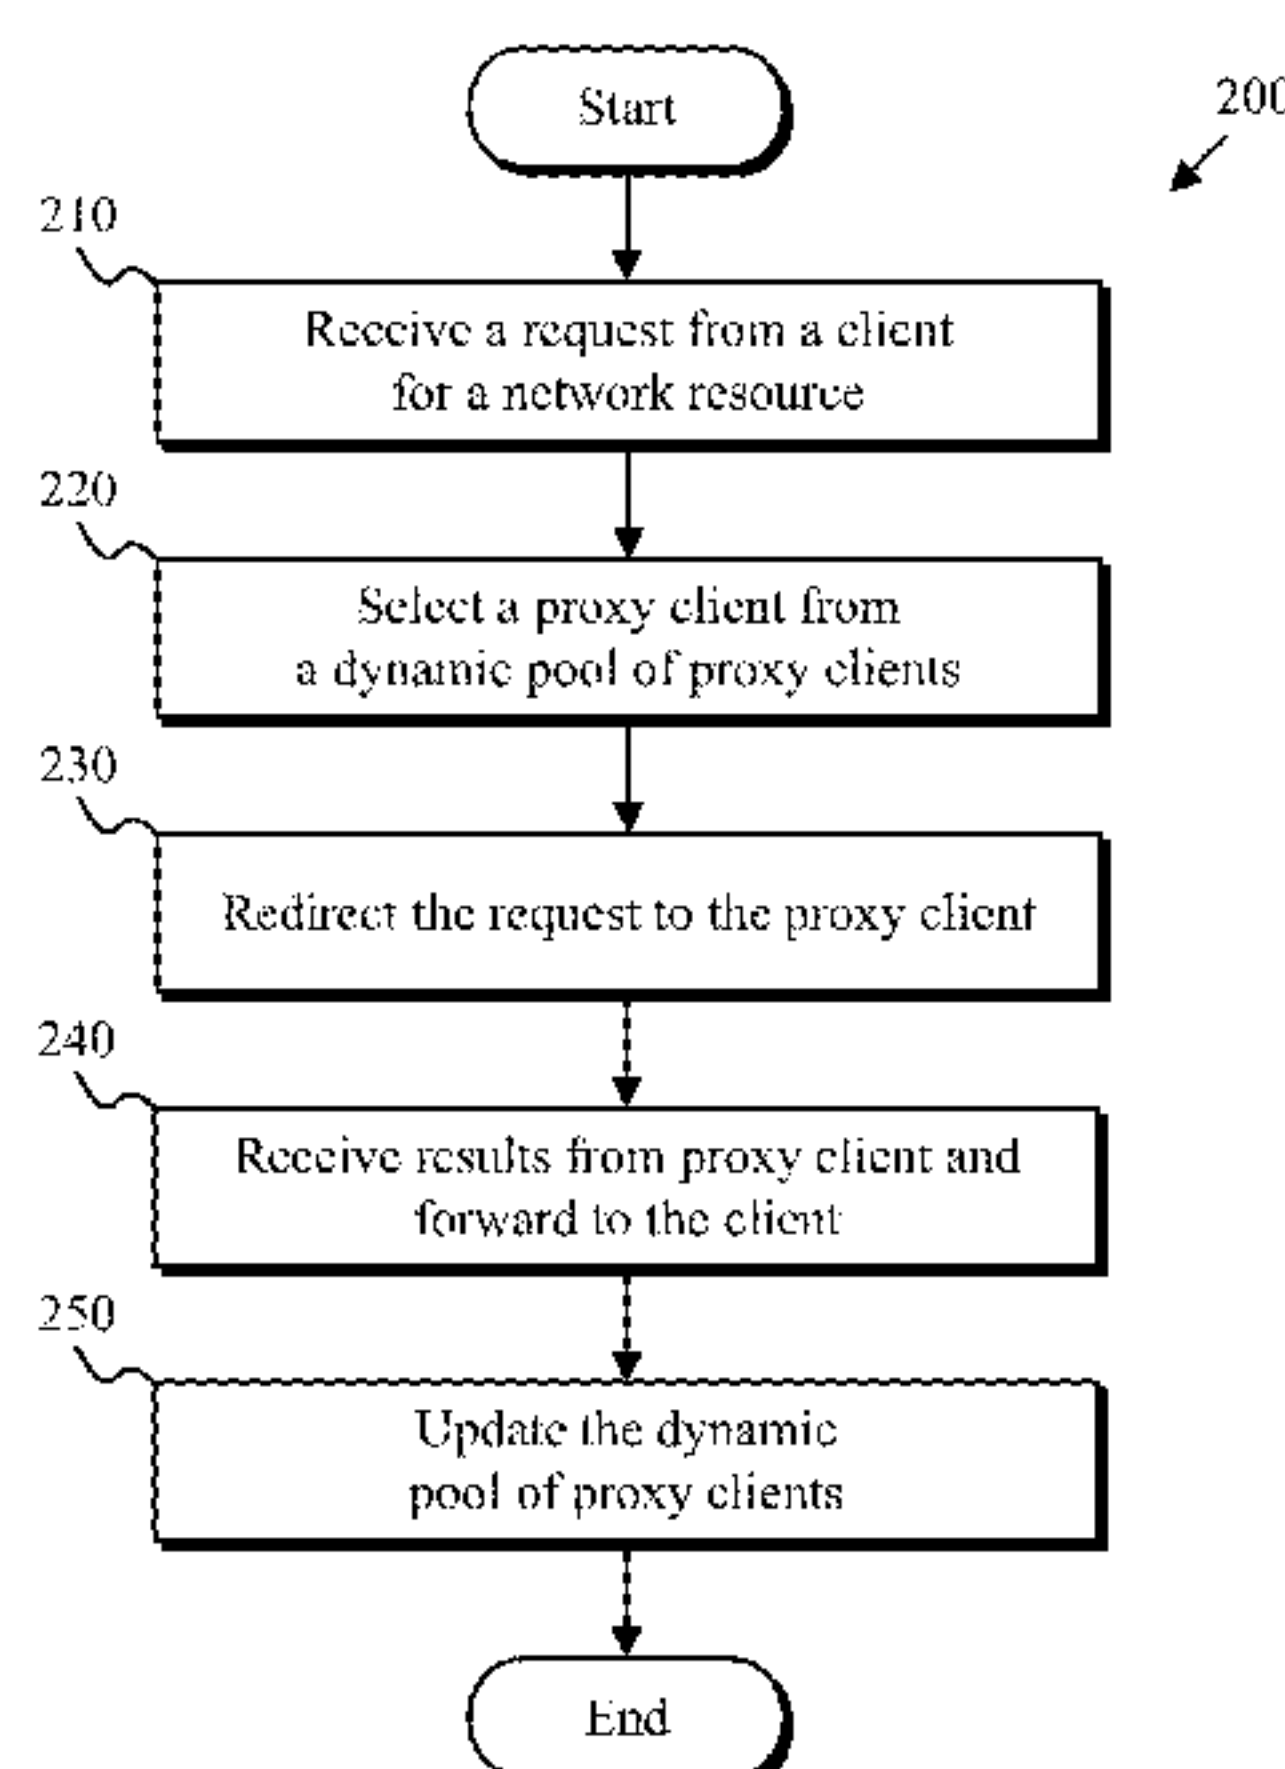 Start
200
210
Receive a request from a client
for a network resource
220
Select a proxy client from
a dynamic pool of proxy clients
230
Redirect the request to the proxy client
240
Receive results from proxy client and
forward to the client
250
Update the dynamic
pool of proxy clients
End